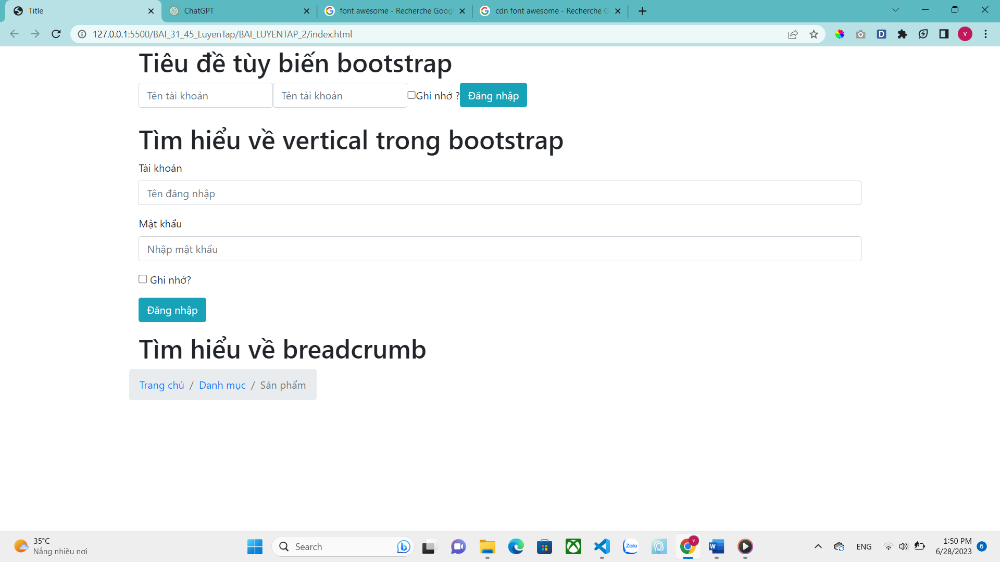 Title
ChatGPT
font awesome - Recherche Goog
cdn font awesome - Recherche G
127.0.0.1:5500/BAI_31_45_LuyenTap/BAI_LUYENTAP_2/index.html
D
V
Tiêu đề tùy biến bootstrap
Tên tài khoản Tên tài khoản Ghi nhớ ? Đăng nhập
Tìm hiểu về vertical trong bootstrap
Tài khoản
Tên đăng nhập
Mật khẩu
Nhập mật khẩu
Ghi nhớ?
Đăng nhập
Tìm hiểu về breadcrumb
Trang chủ / Danh mục / Sản phẩm
35°C
Nắng nhiều nơi
Search
Zalo
V
W
ENG
1:50 PM
6/28/2023
6